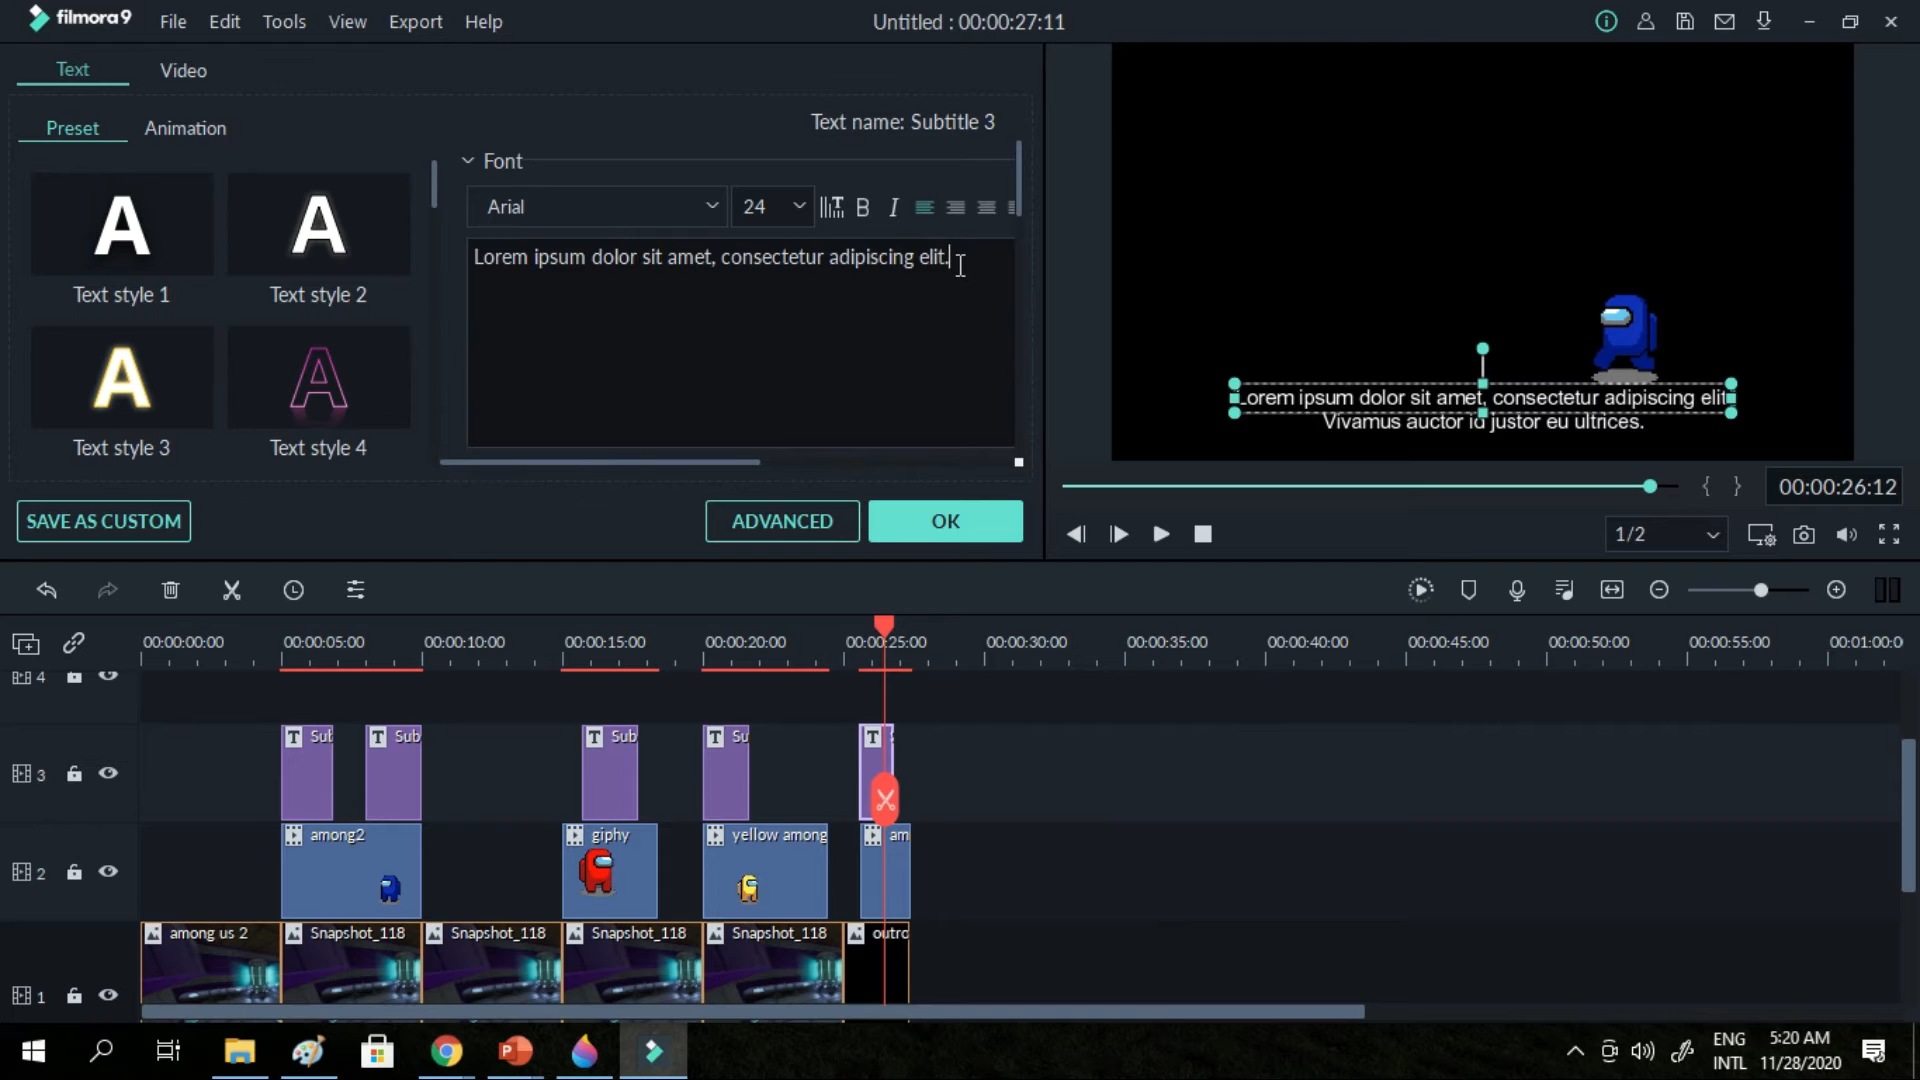 filmora9 File Edit Tools View Export Help Untitled : 00:00:27:11
Text Video
Preset Animation
Text name: Subtitle 3
Font
Arial 24 B I
Lorem ipsum dolor sit amet, consectetur adipiscing elit.
A A
Text style 1 Text style 2
A A
Text style 3 Text style 4
SAVE AS CUSTOM ADVANCED OK
Lorem ipsum dolor sit amet, consectetur adipiscing elit
Vivamus auctor id justor eu ultrices.
{ } 00:00:26:12
1/2
00:00:00:00 00:00:05:00 00:00:10:00 00:00:15:00 00:00:20:00 00:00:25:00 00:00:30:00 00:00:35:00 00:00:40:00 00:00:45:00 00:00:50:00 00:00:55:00 00:01:00:0
4
3 T Sub T Sub T Sub T Su T
2 among2 giphy yellow among am
1 among us 2 Snapshot_118 Snapshot_118 Snapshot_118 Snapshot_118 outro
ENG 5:20 AM
INTL 11/28/2020